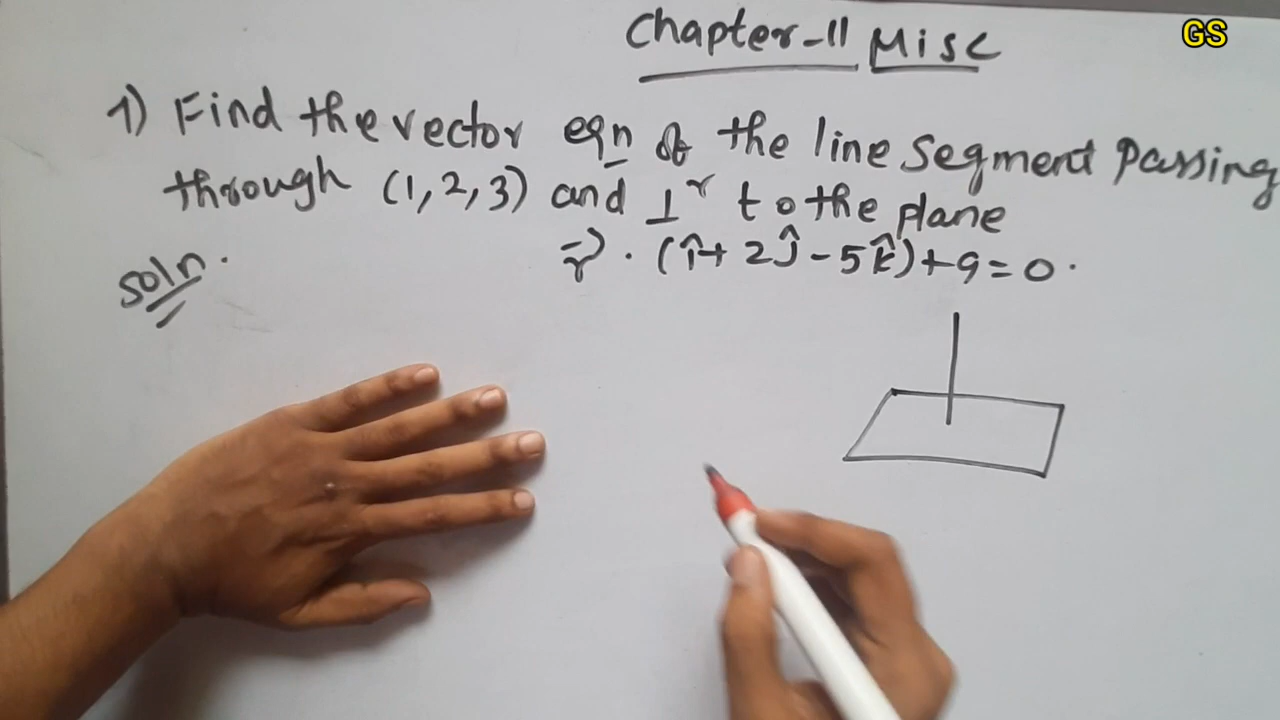 GS
Chapter-11 Misc
1) Find the vector eqn of the line segment passing
through (1,2,3) and ⊥r to the plane
r⃗ . (î + 2ĵ - 5k̂) + 9 = 0.
Soln.